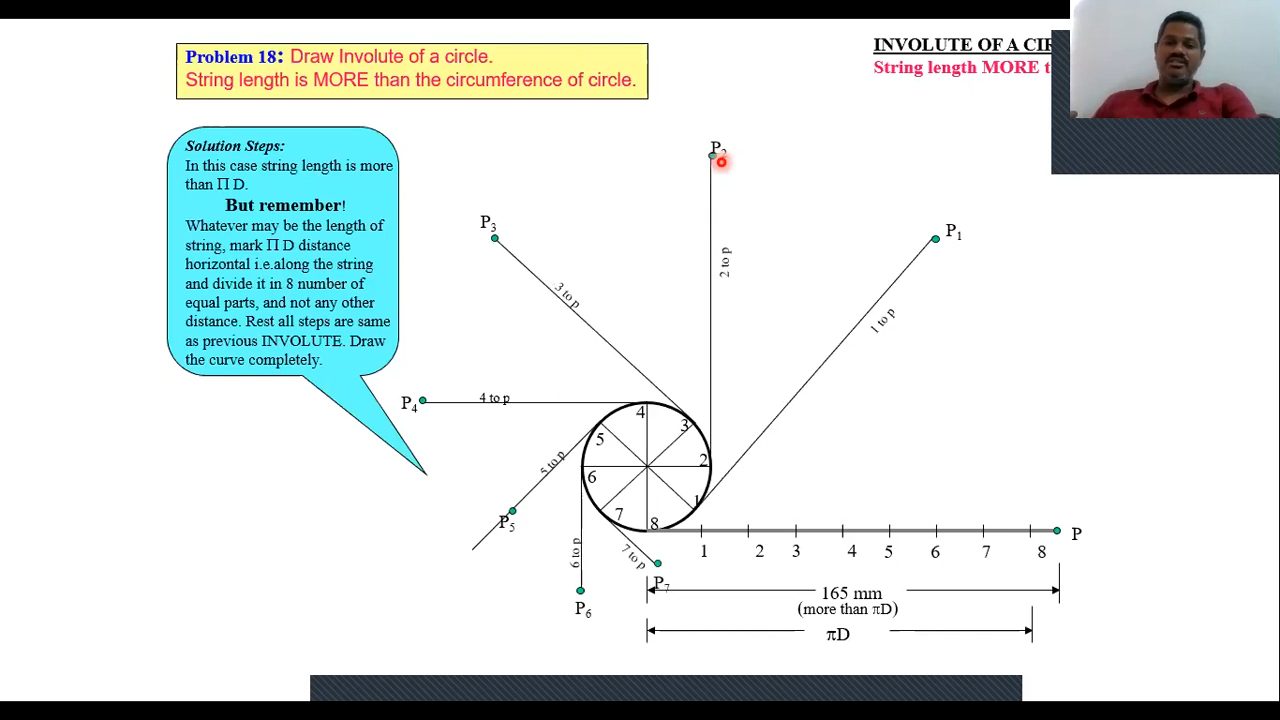 Problem 18: Draw Involute of a circle.
String length is MORE than the circumference of circle.
INVOLUTE OF A CIR
String length MORE t
Solution Steps:
In this case string length is more
than Π D.
But remember!
Whatever may be the length of
string, mark Π D distance
horizontal i.e.along the string
and divide it in 8 number of
equal parts, and not any other
distance. Rest all steps are same
as previous INVOLUTE. Draw
the curve completely.
P2
P3
P1
2 to p
3 to p
1 to p
P4
4 to p
4
3
5
5 to p
2
6
1
P5
7
8
P
6 to p
7 to p
1 2 3 4 5 6 7 8
P7
P6
165 mm
(more than πD)
πD